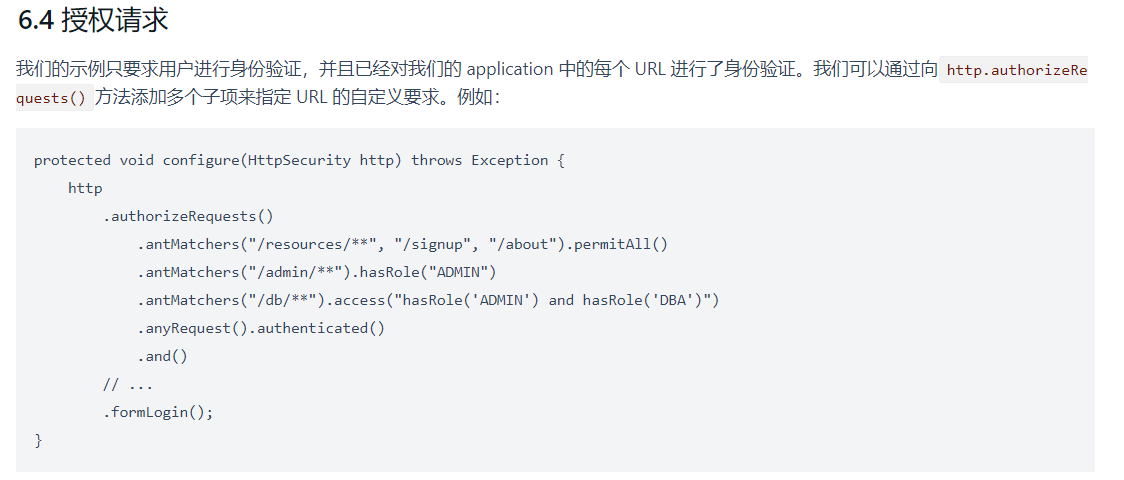 6.4 授权请求
我们的示例只要求用户进行身份验证，并且已经对我们的 application 中的每个 URL 进行了身份验证。我们可以通过向 http.authorizeRe
quests() 方法添加多个子项来指定 URL 的自定义要求。例如：
protected void configure(HttpSecurity http) throws Exception {
    http
        .authorizeRequests()
            .antMatchers("/resources/**", "/signup", "/about").permitAll()
            .antMatchers("/admin/**").hasRole("ADMIN")
            .antMatchers("/db/**").access("hasRole('ADMIN') and hasRole('DBA')")
            .anyRequest().authenticated()
            .and()
        // ...
        .formLogin();
}